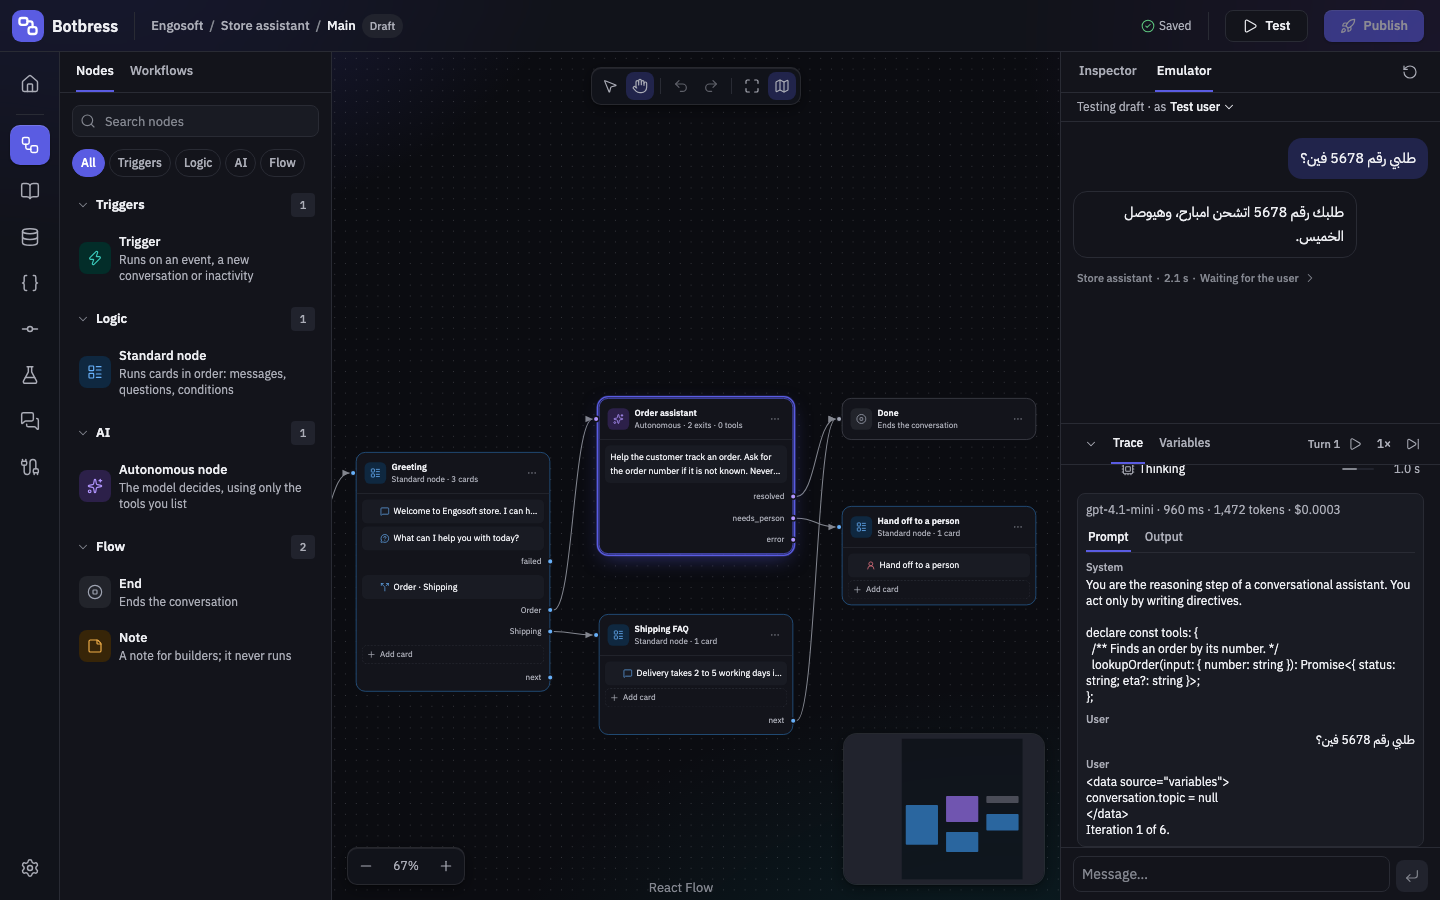 Botbress
Engosoft / Store assistant / Main Draft
Saved
Test
Publish
Nodes Workflows
Search nodes
All Triggers Logic AI Flow
Triggers 1
Trigger
Runs on an event, a new
conversation or inactivity
Logic 1
Standard node
Runs cards in order: messages,
questions, conditions
AI 1
Autonomous node
The model decides, using only the
tools you list
Flow 2
End
Ends the conversation
Note
A note for builders; it never runs
Greeting
Standard node · 3 cards
Welcome to Engosoft store. I can h...
What can I help you with today?
failed
Order · Shipping
Order
Shipping
+ Add card
next
Order assistant
Autonomous · 2 exits · 0 tools
Help the customer track an order. Ask for
the order number if it is not known. Never...
resolved
needs_person
error
Shipping FAQ
Standard node · 1 card
Delivery takes 2 to 5 working days i...
+ Add card
next
Done
Ends the conversation
Hand off to a person
Standard node · 1 card
Hand off to a person
+ Add card
67%
React Flow
Inspector Emulator
Testing draft · as Test user
طلبي رقم 5678 فين؟
طلبك رقم 5678 اتشحن امبارح، وهيوصل
الخميس.
Store assistant · 2.1 s · Waiting for the user
Trace Variables Turn 1 1×
Thinking 1.0 s
gpt-4.1-mini · 960 ms · 1,472 tokens · $0.0003
Prompt Output
System
You are the reasoning step of a conversational assistant. You
act only by writing directives.
declare const tools: {
/** Finds an order by its number. */
lookupOrder(input: { number: string }): Promise<{ status:
string; eta?: string }>;
};
User
طلبي رقم 5678 فين؟
User
<data source="variables">
conversation.topic = null
</data>
Iteration 1 of 6.
Message...